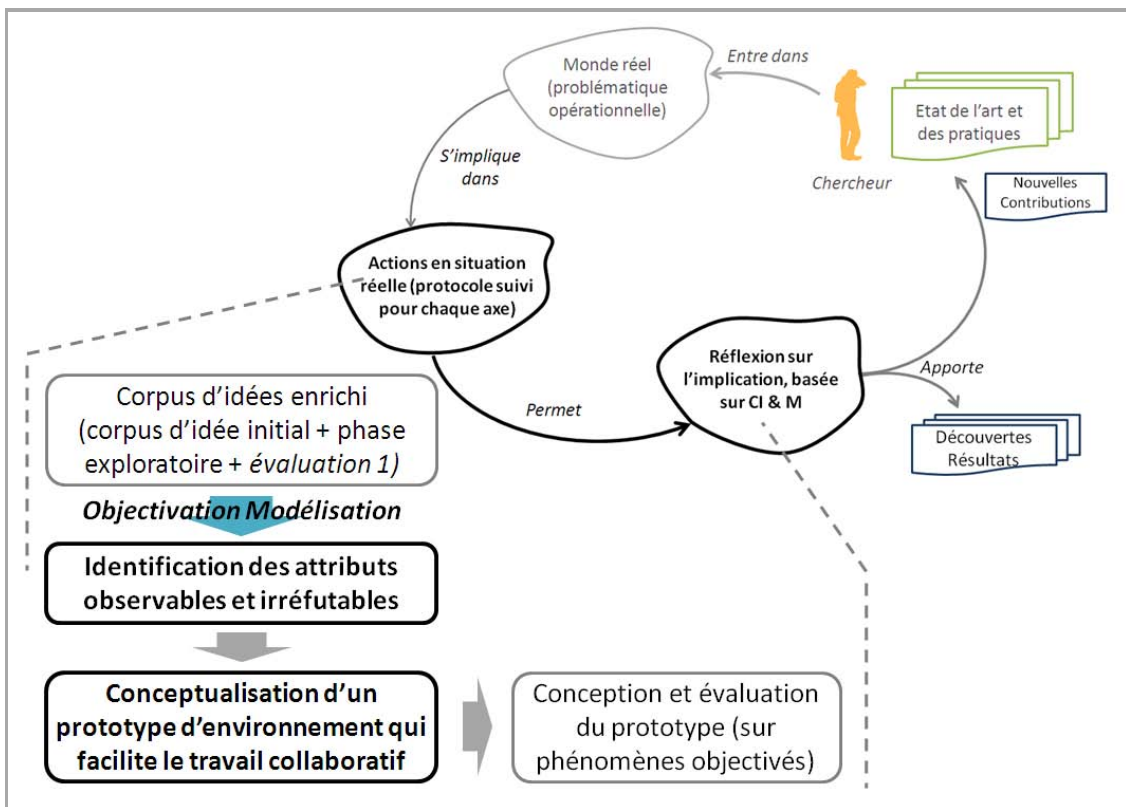 Entre dans
Monde réel
(problématique
opérationnelle)
Etat de l'art et
des pratiques
Chercheur
S'implique
dans
Nouvelles
Contributions
Actions en situation
réelle (protocole suivi
pour chaque axe)
Réflexion sur
l'implication, basée
sur CI & M
Apporte
Permet
Découvertes
Résultats
Corpus d'idées enrichi
(corpus d'idée initial + phase
exploratoire + évaluation 1)
Objectivation Modélisation
Identification des attributs
observables et irréfutables
Conceptualisation d'un
prototype d'environnement qui
facilite le travail collaboratif
Conception et évaluation
du prototype (sur
phénomènes objectivés)